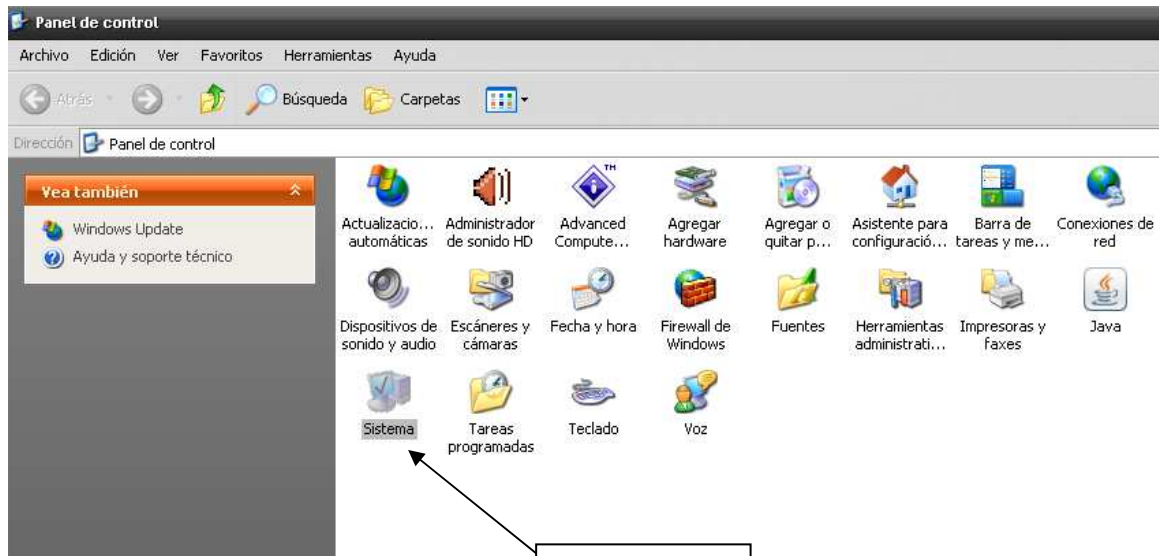 Panel de control
Archivo Edición Ver Favoritos Herramientas Ayuda
Atrás Búsqueda Carpetas
Dirección Panel de control
Vea también
Windows Update
Ayuda y soporte técnico
Actualizacio... automáticas
Administrador de sonido HD
TM
Advanced Compute...
Agregar hardware
Agregar o quitar p...
Asistente para configuració...
Barra de tareas y me...
Conexiones de red
Dispositivos de sonido y audio
Escáneres y cámaras
Fecha y hora
Firewall de Windows
Fuentes
Herramientas administrati...
Impresoras y faxes
Java
Sistema
Tareas programadas
Teclado
Voz